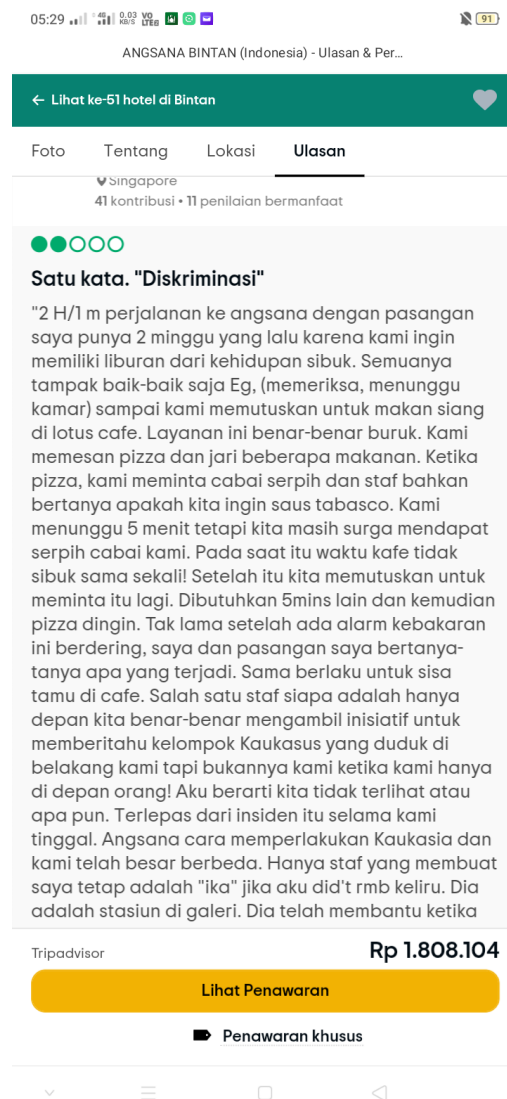 05:29 4G 0.03 KB/S VO LTE 91
ANGSANA BINTAN (Indonesia) - Ulasan & Per...
← Lihat ke-51 hotel di Bintan
Foto Tentang Lokasi Ulasan
Singapore
41 kontribusi • 11 penilaian bermanfaat
Satu kata. "Diskriminasi"
"2 H/1 m perjalanan ke angsana dengan pasangan
saya punya 2 minggu yang lalu karena kami ingin
memiliki liburan dari kehidupan sibuk. Semuanya
tampak baik-baik saja Eg, (memeriksa, menunggu
kamar) sampai kami memutuskan untuk makan siang
di lotus cafe. Layanan ini benar-benar buruk. Kami
memesan pizza dan jari beberapa makanan. Ketika
pizza, kami meminta cabai serpih dan staf bahkan
bertanya apakah kita ingin saus tabasco. Kami
menunggu 5 menit tetapi kita masih surga mendapat
serpih cabai kami. Pada saat itu waktu kafe tidak
sibuk sama sekali! Setelah itu kita memutuskan untuk
meminta itu lagi. Dibutuhkan 5mins lain dan kemudian
pizza dingin. Tak lama setelah ada alarm kebakaran
ini berdering, saya dan pasangan saya bertanya-
tanya apa yang terjadi. Sama berlaku untuk sisa
tamu di cafe. Salah satu staf siapa adalah hanya
depan kita benar-benar mengambil inisiatif untuk
memberitahu kelompok Kaukasus yang duduk di
belakang kami tapi bukannya kami ketika kami hanya
di depan orang! Aku berarti kita tidak terlihat atau
apa pun. Terlepas dari insiden itu selama kami
tinggal. Angsana cara memperlakukan Kaukasia dan
kami telah besar berbeda. Hanya staf yang membuat
saya tetap adalah "ika" jika aku did't rmb keliru. Dia
adalah stasiun di galeri. Dia telah membantu ketika
Tripadvisor Rp 1.808.104
Lihat Penawaran
Penawaran khusus